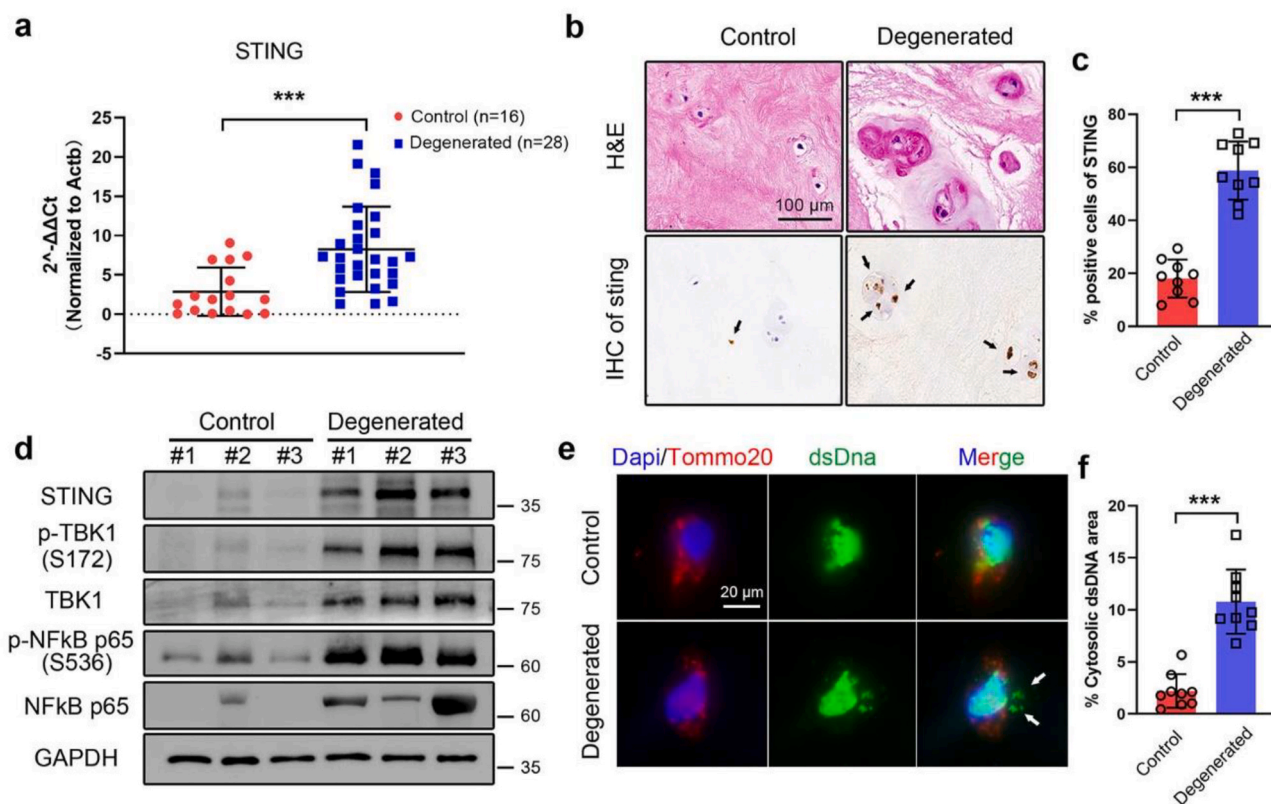 a
STING
***
Control (n=16)
Degenerated (n=28)
2^-ΔΔCt
(Normalized to Actb)
25
20
15
10
5
0
-5
b
Control
Degenerated
H&E
100 μm
IHC of sting
c
***
% positive cells of STING
80
60
40
20
0
Control
Degenerated
d
Control
Degenerated
#1 #2 #3 #1 #2 #3
STING
35
p-TBK1
(S172)
75
TBK1
75
p-NFkB p65
(S536)
60
NFkB p65
60
GAPDH
35
e
Dapi/Tommo20
dsDna
Merge
Control
20 μm
Degenerated
f
***
% Cytosolic dsDNA area
20
15
10
5
0
Control
Degenerated